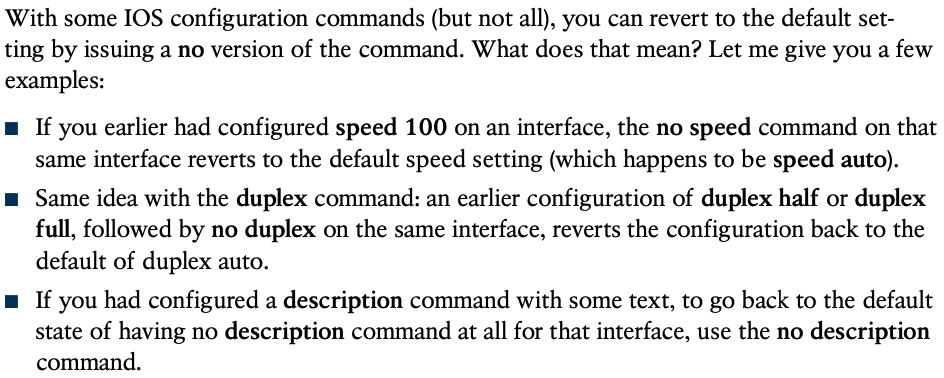 With some IOS configuration commands (but not all), you can revert to the default set-
ting by issuing a no version of the command. What does that mean? Let me give you a few
examples:
■ If you earlier had configured speed 100 on an interface, the no speed command on that
same interface reverts to the default speed setting (which happens to be speed auto).
■ Same idea with the duplex command: an earlier configuration of duplex half or duplex
full, followed by no duplex on the same interface, reverts the configuration back to the
default of duplex auto.
■ If you had configured a description command with some text, to go back to the default
state of having no description command at all for that interface, use the no description
command.